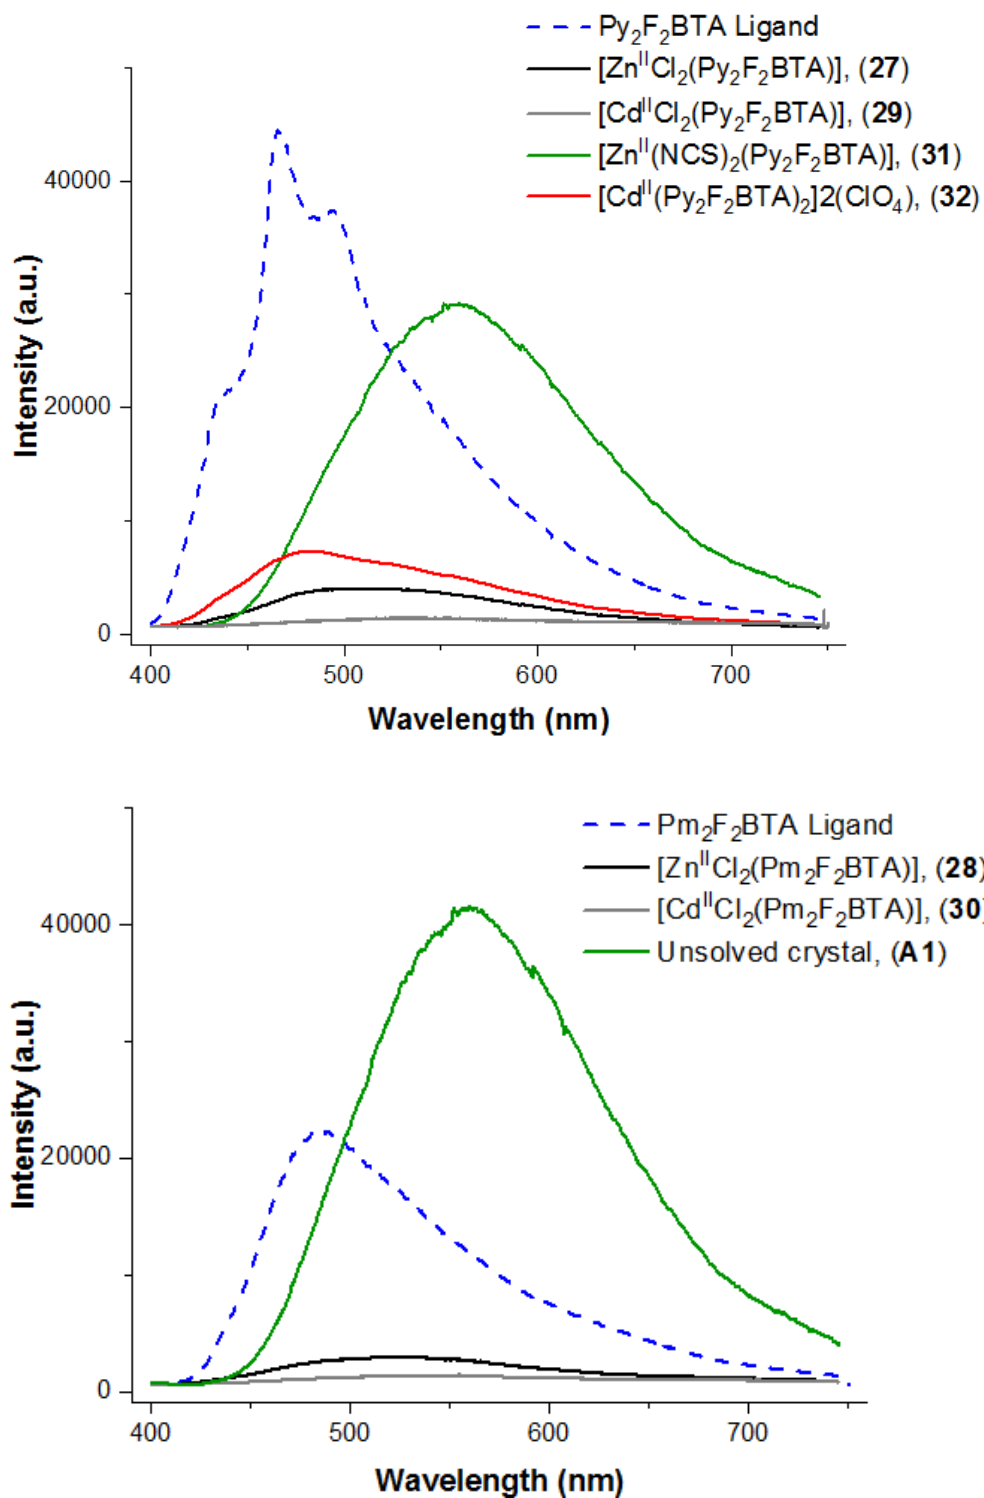 Py₂F₂BTA Ligand
[ZnᴵᴵCl₂(Py₂F₂BTA)], (27)
[CdᴵᴵCl₂(Py₂F₂BTA)], (29)
[Znᴵᴵ(NCS)₂(Py₂F₂BTA)], (31)
[Cdᴵᴵ(Py₂F₂BTA)₂]2(ClO₄), (32)
Intensity (a.u.)
40000
20000
0
400 500 600 700
Wavelength (nm)
Pm₂F₂BTA Ligand
[ZnᴵᴵCl₂(Pm₂F₂BTA)], (28)
[CdᴵᴵCl₂(Pm₂F₂BTA)], (30)
Unsolved crystal, (A1)
Intensity (a.u.)
40000
20000
0
400 500 600 700
Wavelength (nm)